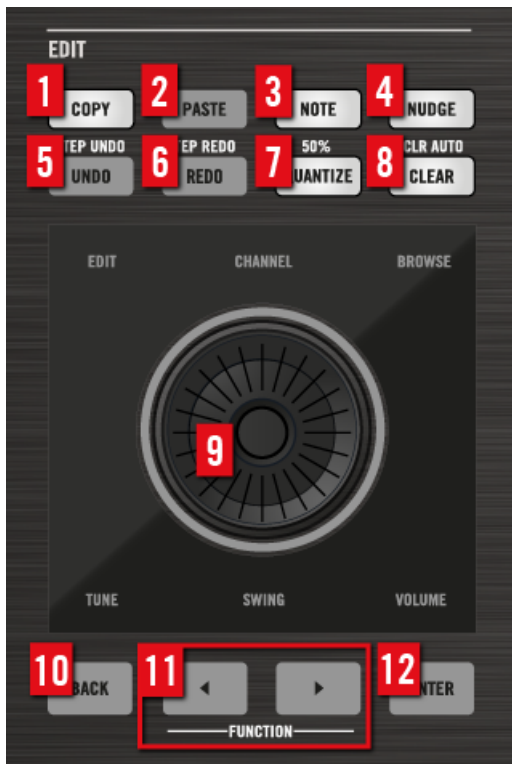 EDIT
1 COPY 2 PASTE 3 NOTE 4 NUDGE
TEP UNDO EP REDO 50% CLR AUTO
5 UNDO 6 REDO 7 UANTIZE 8 CLEAR
EDIT CHANNEL BROWSE
9
TUNE SWING VOLUME
10 BACK 11 12 NTER
FUNCTION